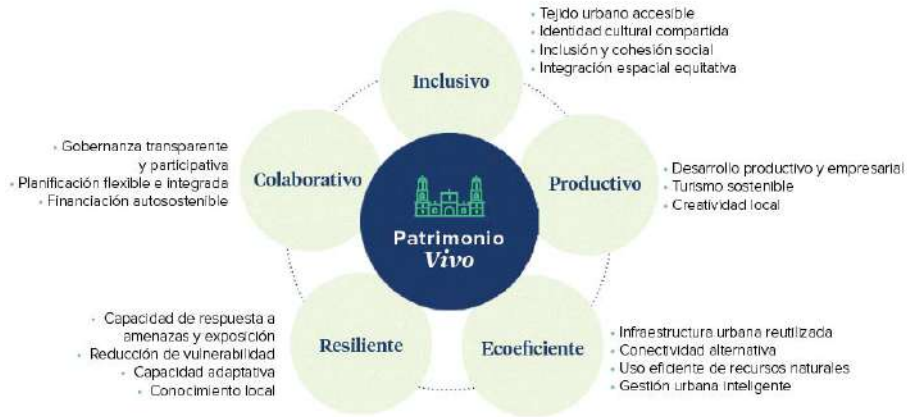 Inclusivo
• Tejido urbano accesible
• Identidad cultural compartida
• Inclusión y cohesión social
• Integración espacial equitativa
Productivo
• Desarrollo productivo y empresarial
• Turismo sostenible
• Creatividad local
Ecoeficiente
• Infraestructura urbana reutilizada
• Conectividad alternativa
• Uso eficiente de recursos naturales
• Gestión urbana inteligente
Resiliente
• Capacidad de respuesta a
amenazas y exposición
• Reducción de vulnerabilidad
• Capacidad adaptativa
• Conocimiento local
Colaborativo
• Gobernanza transparente
y participativa
• Planificación flexible e integrada
• Financiación autosostenible
Patrimonio
Vivo